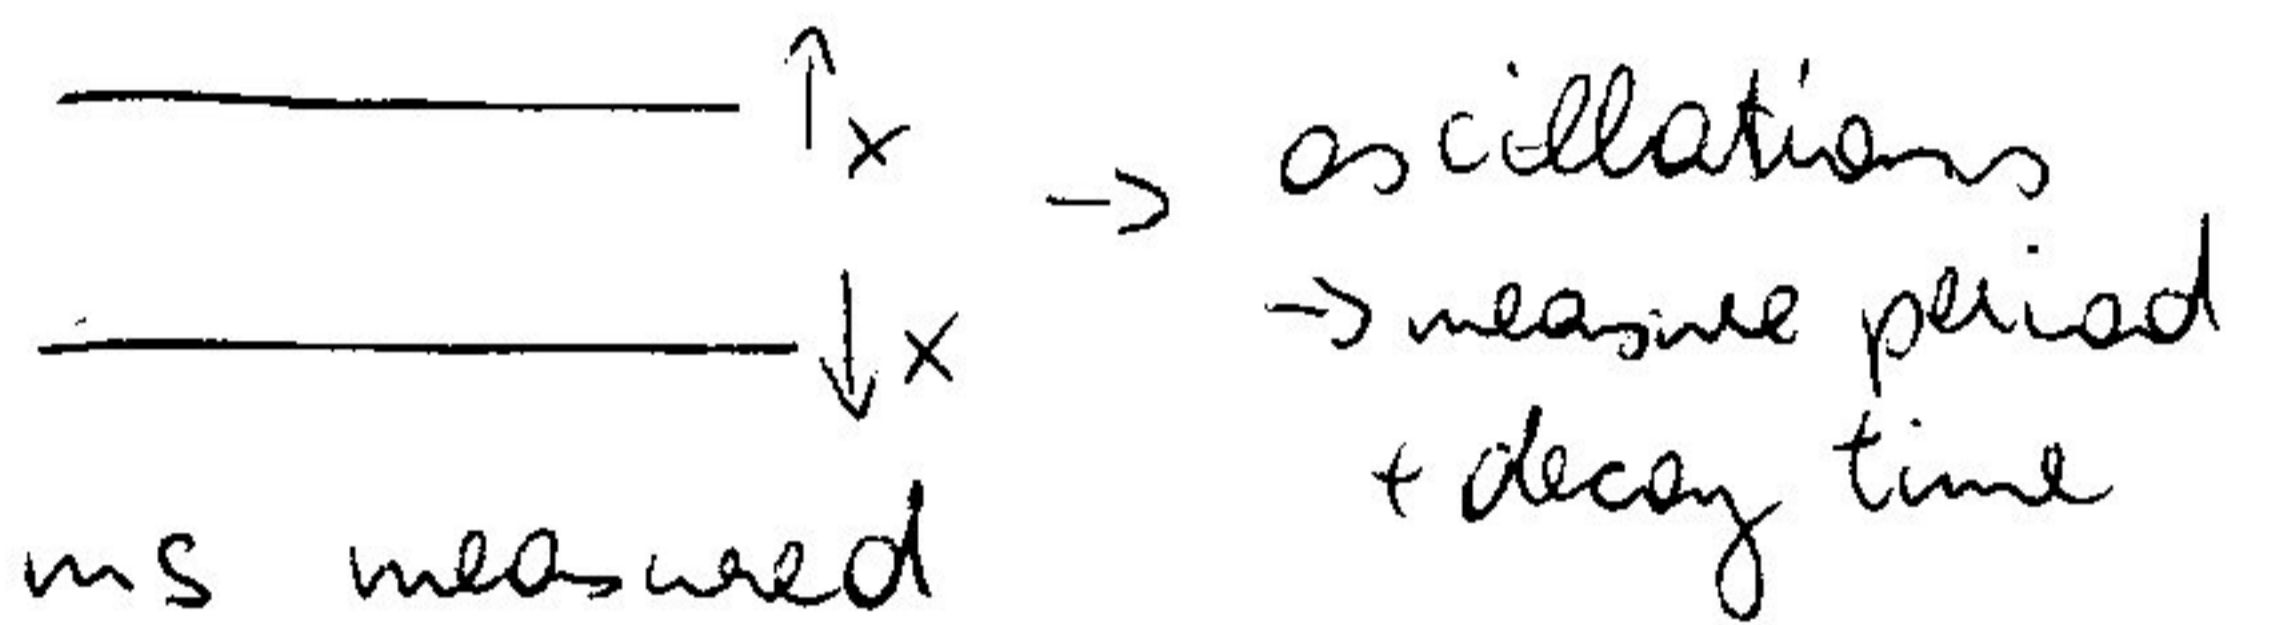 ↑x
→ oscillations
↓x
→ measure period
+ decay time
ms measured